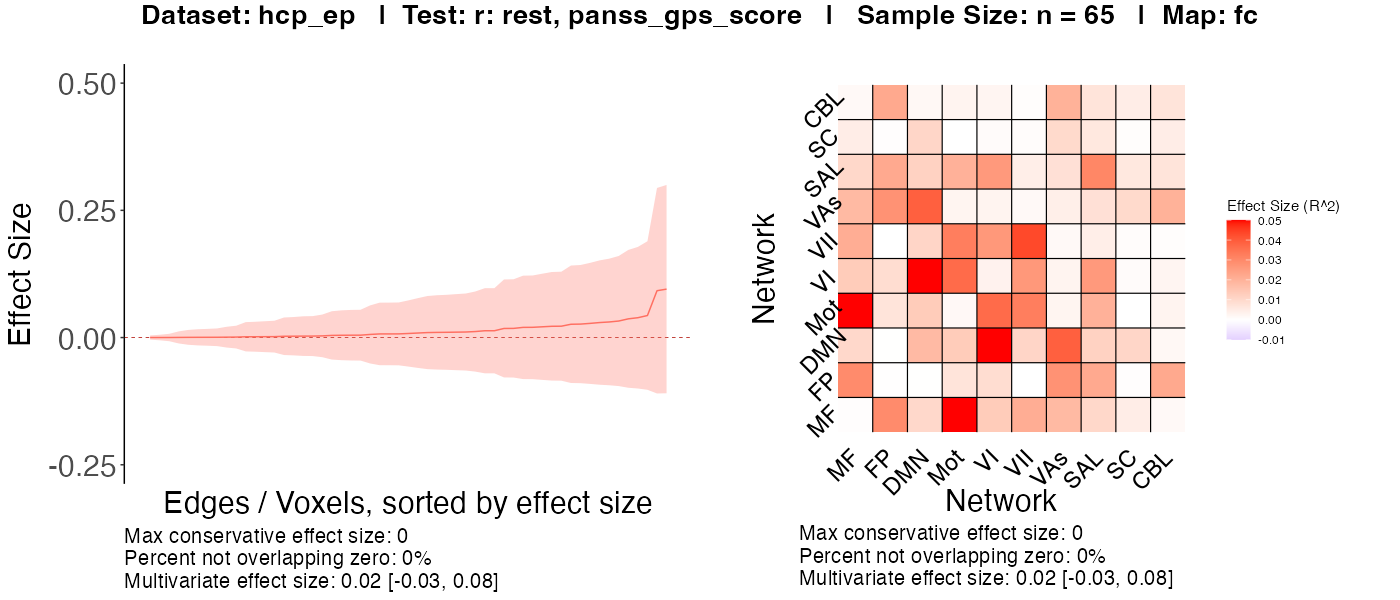 Dataset: hcp_ep | Test: r: rest, panss_gps_score | Sample Size: n = 65 | Map: fc
0.50
0.25
0.00
-0.25
Effect Size
Edges / Voxels, sorted by effect size
Max conservative effect size: 0
Percent not overlapping zero: 0%
Multivariate effect size: 0.02 [-0.03, 0.08]
Network
CBL
SC
SAL
VAs
VII
VI
Mot
DMN
FP
MF
MF FP DMN Mot VI VII VAs SAL SC CBL
Network
Max conservative effect size: 0
Percent not overlapping zero: 0%
Multivariate effect size: 0.02 [-0.03, 0.08]
Effect Size (R^2)
0.05
0.04
0.03
0.02
0.01
0.00
-0.01